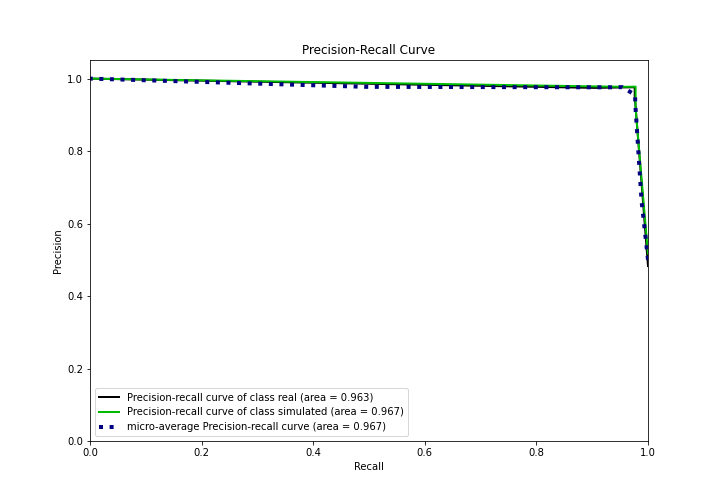 Precision-Recall Curve
1.0
0.8
0.6
0.4
0.2
0.0
Precision
Precision-recall curve of class real (area = 0.963)
Precision-recall curve of class simulated (area = 0.967)
micro-average Precision-recall curve (area = 0.967)
0.0 0.2 0.4 0.6 0.8 1.0
Recall